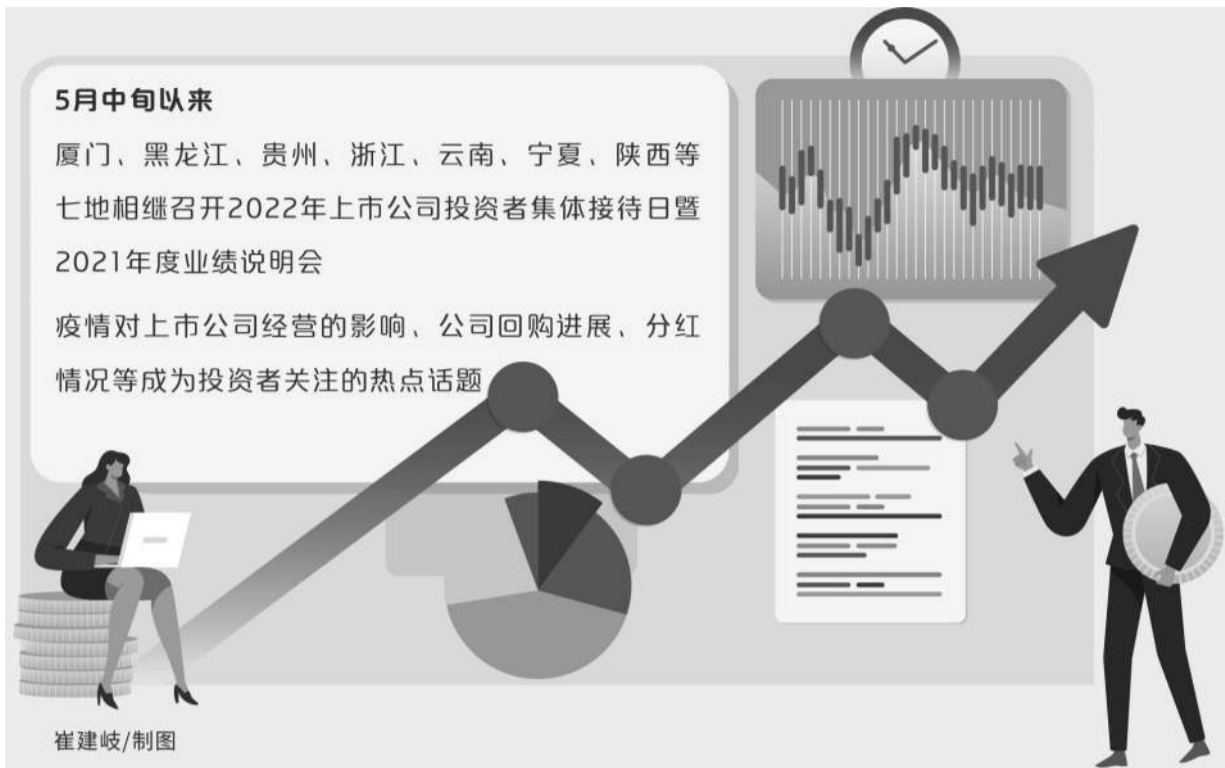 5月中旬以来
厦门、黑龙江、贵州、浙江、云南、宁夏、陕西等
七地相继召开2022年上市公司投资者集体接待日暨
2021年度业绩说明会
疫情对上市公司经营的影响、公司回购进展、分红
情况等成为投资者关注的热点话题
崔建岐/制图